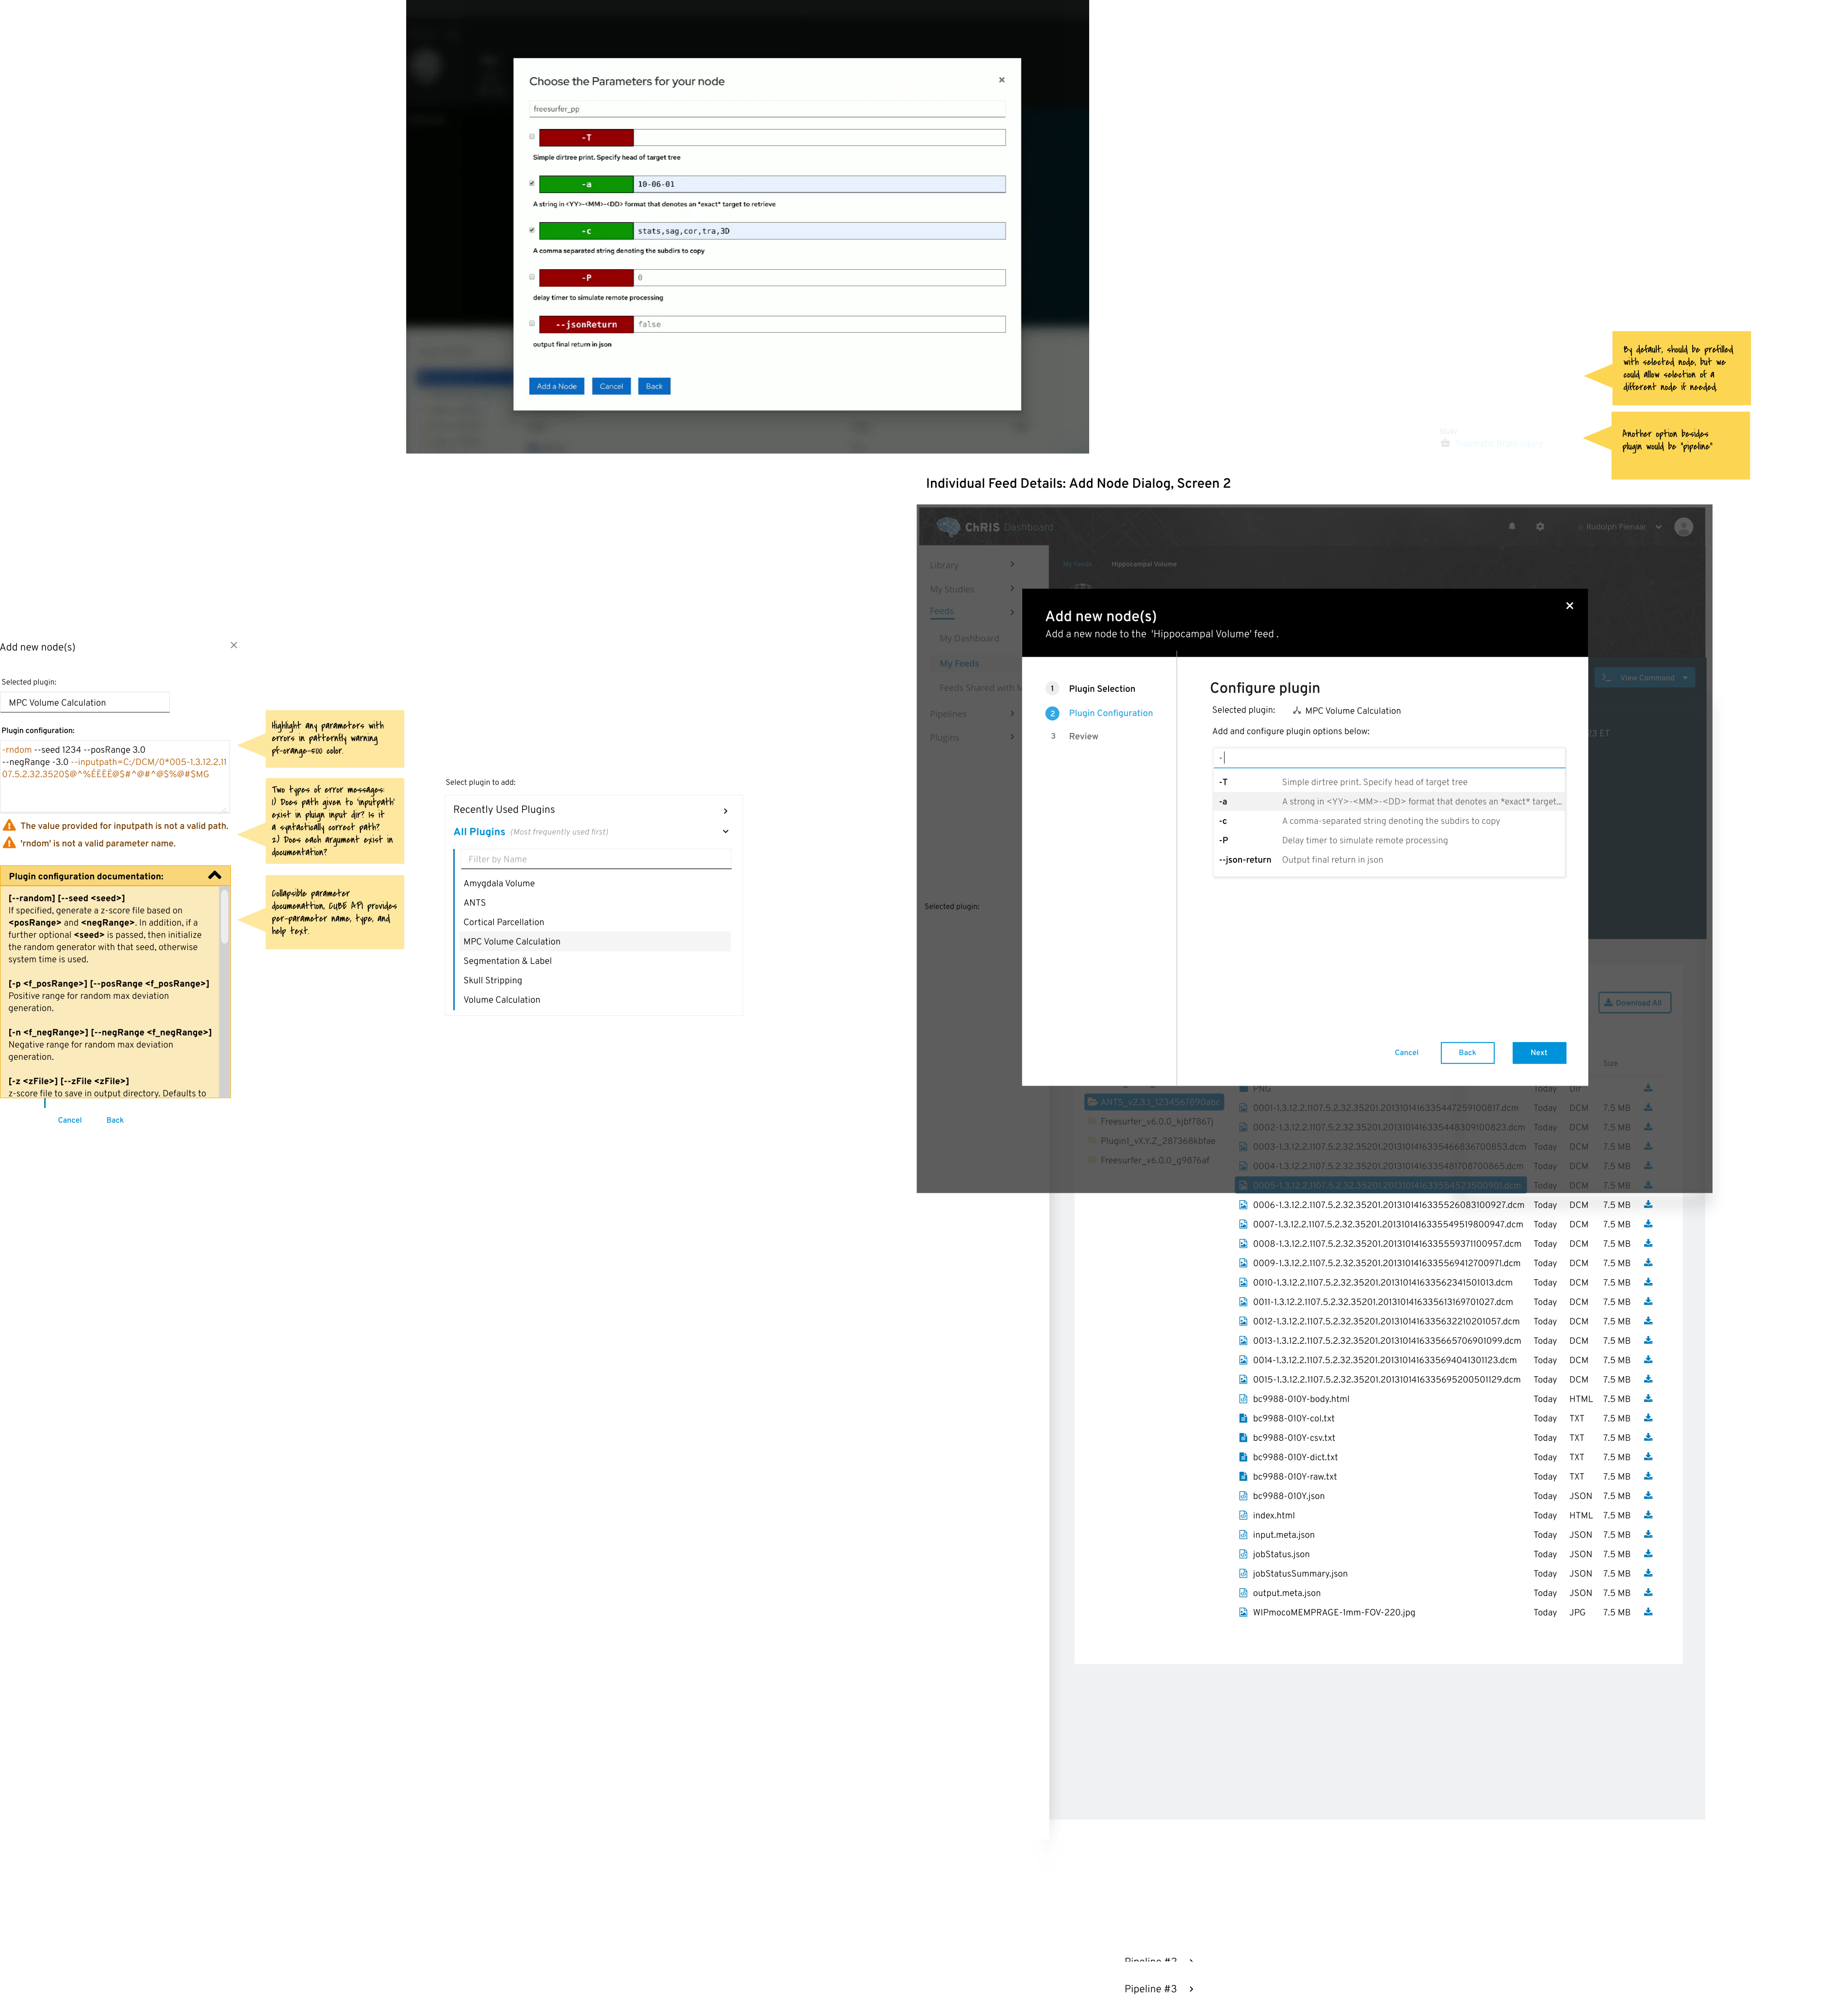 Choose the Parameters for your node
freesurfer_pp
-T
Simple dirtree print. Specify head of target tree
-a 10-06-01
A string in <YY>-<MM>-<DD> format that denotes an *exact* target to retrieve
-c stats,sag,cor,tra,3D
A comma separated string denoting the subdirs to copy
-P 0
delay timer to simulate remote processing
--jsonReturn false
output final return in json
Add a Node Cancel Back
By default, should be prefilled
with selected node, but we
could allow selection of a
different node if needed.
Another option besides
plugin would be "pipeline"
Study
Traumatic Brain Injury
Individual Feed Details: Add Node Dialog, Screen 2
ChRIS Dashboard
Rudolph Pienaar
Library
My Studies
Feeds
My Dashboard
My Feeds
Feeds Shared with M
Pipelines
Plugins
My Feeds Hippocampal Volume
View Command
23 ET
Add new node(s)
Add a new node to the 'Hippocampal Volume' feed .
1 Plugin Selection
2 Plugin Configuration
3 Review
Configure plugin
Selected plugin: MPC Volume Calculation
Add and configure plugin options below:
-
-T Simple dirtree print. Specify head of target tree
-a A strong in <YY>-<MM>-<DD> format that denotes an *exact* target...
-c A comma-separated string denoting the subdirs to copy
-P Delay timer to simulate remote processing
--json-return Output final return in json
Cancel Back Next
Add new node(s)
Selected plugin:
MPC Volume Calculation
Plugin configuration:
-rndom --seed 1234 --posRange 3.0
--negRange -3.0 --inputpath=C:/DCM/0*005-1.3.12.2.11
07.5.2.32.3520$@^%ÉÈÊË@$#^@#^@$%@#$MG
The value provided for inputpath is not a valid path.
'rndom' is not a valid parameter name.
Plugin configuration documentation:
[--random] [--seed <seed>]
If specified, generate a z-score file based on
<posRange> and <negRange>. In addition, if a
further optional <seed> is passed, then initialize
the random generator with that seed, otherwise
system time is used.
[-p <f_posRange>] [--posRange <f_posRange>]
Positive range for random max deviation
generation.
[-n <f_negRange>] [--negRange <f_negRange>]
Negative range for random max deviation
generation.
[-z <zFile>] [--zFile <zFile>]
z-score file to save in output directory. Defaults to
Cancel Back
Highlight any parameters with
errors in patternfly warning
pf-orange-500 color.
Two types of error messages:
1) Does path given to 'inputpath'
exist in pluign input dir? Is it
a syntactically correct path?
2.) Does each argument exist in
documentation?
Collapsible parameter
documenattion, CUBE API provides
per-parameter name, type, and
help text.
Select plugin to add:
Recently Used Plugins
All Plugins (Most frequently used first)
Filter by Name
Amygdala Volume
ANTS
Cortical Parcellation
MPC Volume Calculation
Segmentation & Label
Skull Stripping
Volume Calculation
Selected plugin:
Download All
Size
PNG Today Dir
ANTS_v2.3.1_1234567890abc
Freesurfer_v6.0.0_kjbf7867j
Plugin1_vX.Y.Z_287368kbfae
Freesurfer_v6.0.0_g9876af
0001-1.3.12.2.1107.5.2.32.35201.2013101416335447259100817.dcm Today DCM 7.5 MB
0002-1.3.12.2.1107.5.2.32.35201.2013101416335448309100823.dcm Today DCM 7.5 MB
0003-1.3.12.2.1107.5.2.32.35201.2013101416335466836700853.dcm Today DCM 7.5 MB
0004-1.3.12.2.1107.5.2.32.35201.2013101416335481708700865.dcm Today DCM 7.5 MB
0005-1.3.12.2.1107.5.2.32.35201.2013101416335545235009​01.dcm Today DCM 7.5 MB
0006-1.3.12.2.1107.5.2.32.35201.2013101416335526083100927.dcm Today DCM 7.5 MB
0007-1.3.12.2.1107.5.2.32.35201.2013101416335549519800947.dcm Today DCM 7.5 MB
0008-1.3.12.2.1107.5.2.32.35201.2013101416335559371100957.dcm Today DCM 7.5 MB
0009-1.3.12.2.1107.5.2.32.35201.2013101416335569412700971.dcm Today DCM 7.5 MB
0010-1.3.12.2.1107.5.2.32.35201.201310141633562341501013.dcm Today DCM 7.5 MB
0011-1.3.12.2.1107.5.2.32.35201.2013101416335613169701027.dcm Today DCM 7.5 MB
0012-1.3.12.2.1107.5.2.32.35201.2013101416335632210201057.dcm Today DCM 7.5 MB
0013-1.3.12.2.1107.5.2.32.35201.2013101416335665706901099.dcm Today DCM 7.5 MB
0014-1.3.12.2.1107.5.2.32.35201.2013101416335694041301123.dcm Today DCM 7.5 MB
0015-1.3.12.2.1107.5.2.32.35201.2013101416335695200501129.dcm Today DCM 7.5 MB
bc9988-010Y-body.html Today HTML 7.5 MB
bc9988-010Y-col.txt Today TXT 7.5 MB
bc9988-010Y-csv.txt Today TXT 7.5 MB
bc9988-010Y-dict.txt Today TXT 7.5 MB
bc9988-010Y-raw.txt Today TXT 7.5 MB
bc9988-010Y.json Today JSON 7.5 MB
index.html Today HTML 7.5 MB
input.meta.json Today JSON 7.5 MB
jobStatus.json Today JSON 7.5 MB
jobStatusSummary.json Today JSON 7.5 MB
output.meta.json Today JSON 7.5 MB
WIPmocoMEMPRAGE-1mm-FOV-220.jpg Today JPG 7.5 MB
Pipeline #2
Pipeline #3